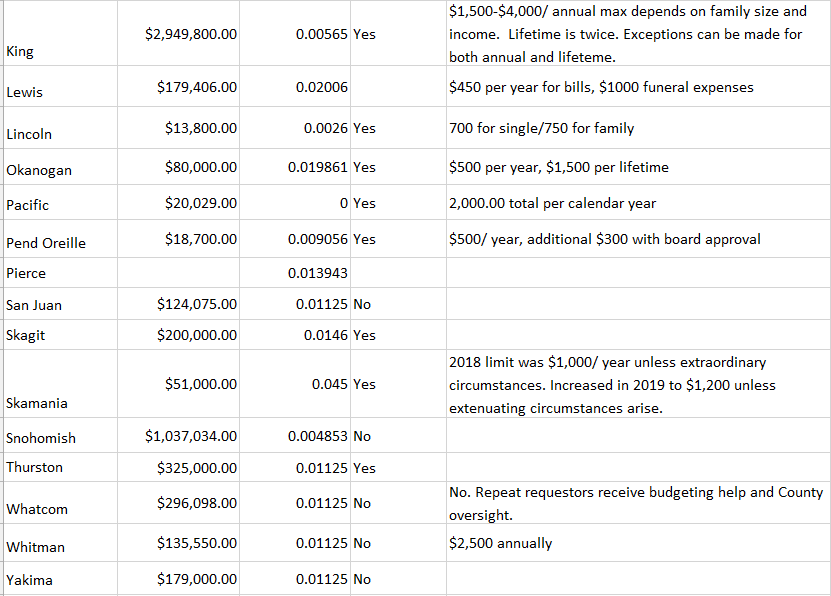 $1,500-$4,000/ annual max depends on family size and
King $2,949,800.00 0.00565 Yes income.  Lifetime is twice. Exceptions can be made for
both annual and lifeteme.
Lewis $179,406.00 0.02006 $450 per year for bills, $1000 funeral expenses
Lincoln $13,800.00 0.0026 Yes 700 for single/750 for family
Okanogan $80,000.00 0.019861 Yes $500 per year, $1,500 per lifetime
Pacific $20,029.00 0 Yes 2,000.00 total per calendar year
Pend Oreille $18,700.00 0.009056 Yes $500/ year, additional $300 with board approval
Pierce 0.013943
San Juan $124,075.00 0.01125 No
Skagit $200,000.00 0.0146 Yes
2018 limit was $1,000/ year unless extraordinary
Skamania $51,000.00 0.045 Yes circumstances. Increased in 2019 to $1,200 unless
extenuating circumstances arise.
Snohomish $1,037,034.00 0.004853 No
Thurston $325,000.00 0.01125 Yes
Whatcom $296,098.00 0.01125 No No. Repeat requestors receive budgeting help and County
oversight.
Whitman $135,550.00 0.01125 No $2,500 annually
Yakima $179,000.00 0.01125 No